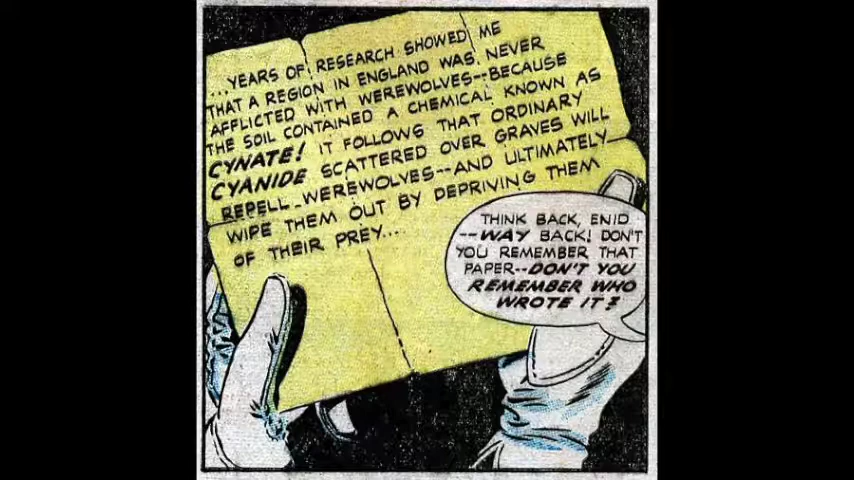 ...YEARS OF RESEARCH SHOWED ME
THAT A REGION IN ENGLAND WAS NEVER
AFFLICTED WITH WEREWOLVES--BECAUSE
THE SOIL CONTAINED A CHEMICAL KNOWN AS
CYNATE! IT FOLLOWS THAT ORDINARY
CYANIDE SCATTERED OVER GRAVES WILL
REPELL WEREWOLVES--AND ULTIMATELY
WIPE THEM OUT BY DEPRIVING THEM
OF THEIR PREY...
THINK BACK, ENID
--WAY BACK! DON'T
YOU REMEMBER THAT
PAPER--DON'T YOU
REMEMBER WHO
WROTE IT?